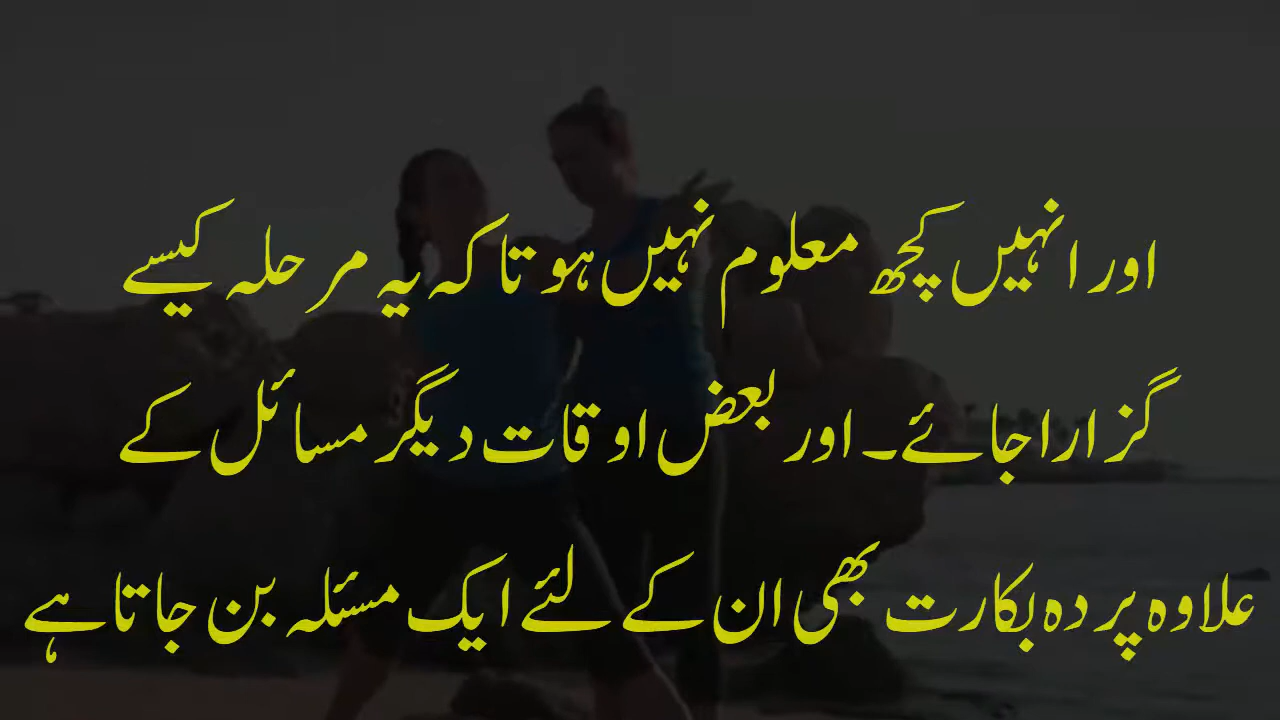 اور انہیں کچھ معلوم نہیں ہوتا کہ یہ مرحلہ کیسے
گزارا جائے۔ اور بعض اوقات دیگر مسائل کے
علاوہ پردہ بکارت بھی ان کے لئے ایک مسئلہ بن جاتا ہے